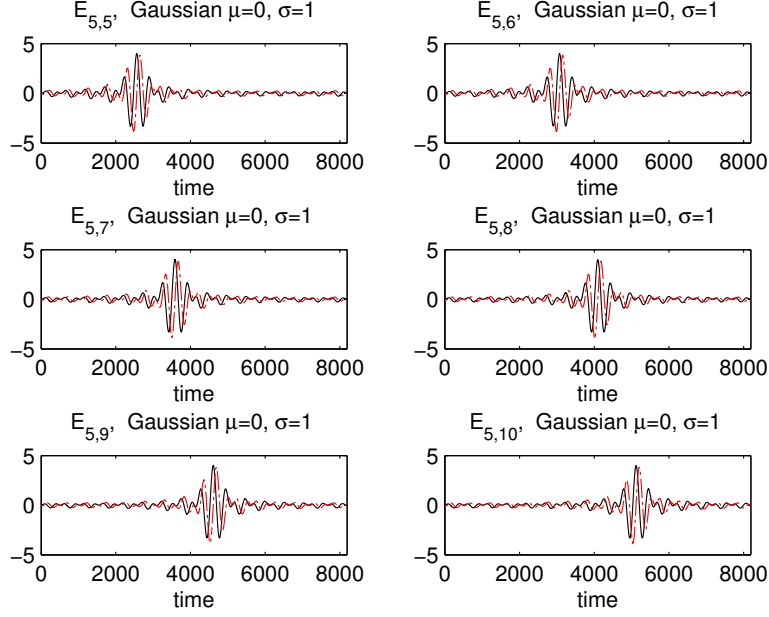 E5,5, Gaussian μ=0, σ=1
5
0
−5
0 2000 4000 6000 8000
time
E5,6, Gaussian μ=0, σ=1
5
0
−5
0 2000 4000 6000 8000
time
E5,7, Gaussian μ=0, σ=1
5
0
−5
0 2000 4000 6000 8000
time
E5,8, Gaussian μ=0, σ=1
5
0
−5
0 2000 4000 6000 8000
time
E5,9, Gaussian μ=0, σ=1
5
0
−5
0 2000 4000 6000 8000
time
E5,10, Gaussian μ=0, σ=1
5
0
−5
0 2000 4000 6000 8000
time